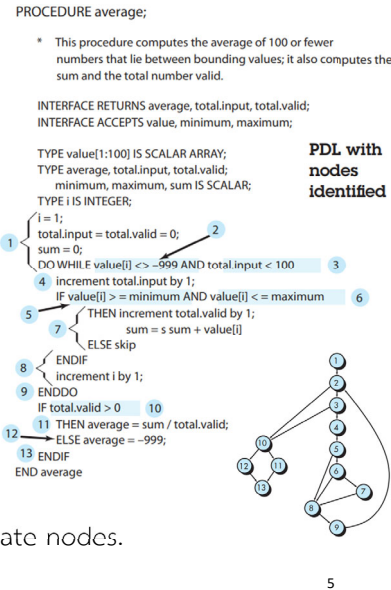 PROCEDURE average;
* This procedure computes the average of 100 or fewer
numbers that lie between bounding values; it also computes the
sum and the total number valid.
INTERFACE RETURNS average, total.input, total.valid;
INTERFACE ACCEPTS value, minimum, maximum;
TYPE value[1:100] IS SCALAR ARRAY;
TYPE average, total.input, total.valid;
minimum, maximum, sum IS SCALAR;
TYPE i IS INTEGER;
PDL with
nodes
identified
1
i = 1;
total.input = total.valid = 0;
2
sum = 0;
DO WHILE value[i] <> –999 AND total.input < 100 3
4 increment total.input by 1;
IF value[i] > = minimum AND value[i] < = maximum 6
5
7
THEN increment total.valid by 1;
sum = s sum + value[i]
ELSE skip
8
ENDIF
increment i by 1;
9 ENDDO
IF total.valid > 0 10
11 THEN average = sum / total.valid;
12
ELSE average = –999;
13 ENDIF
END average
1
2
3
4
10
5
12
11
6
13
7
8
9
ate nodes.
5